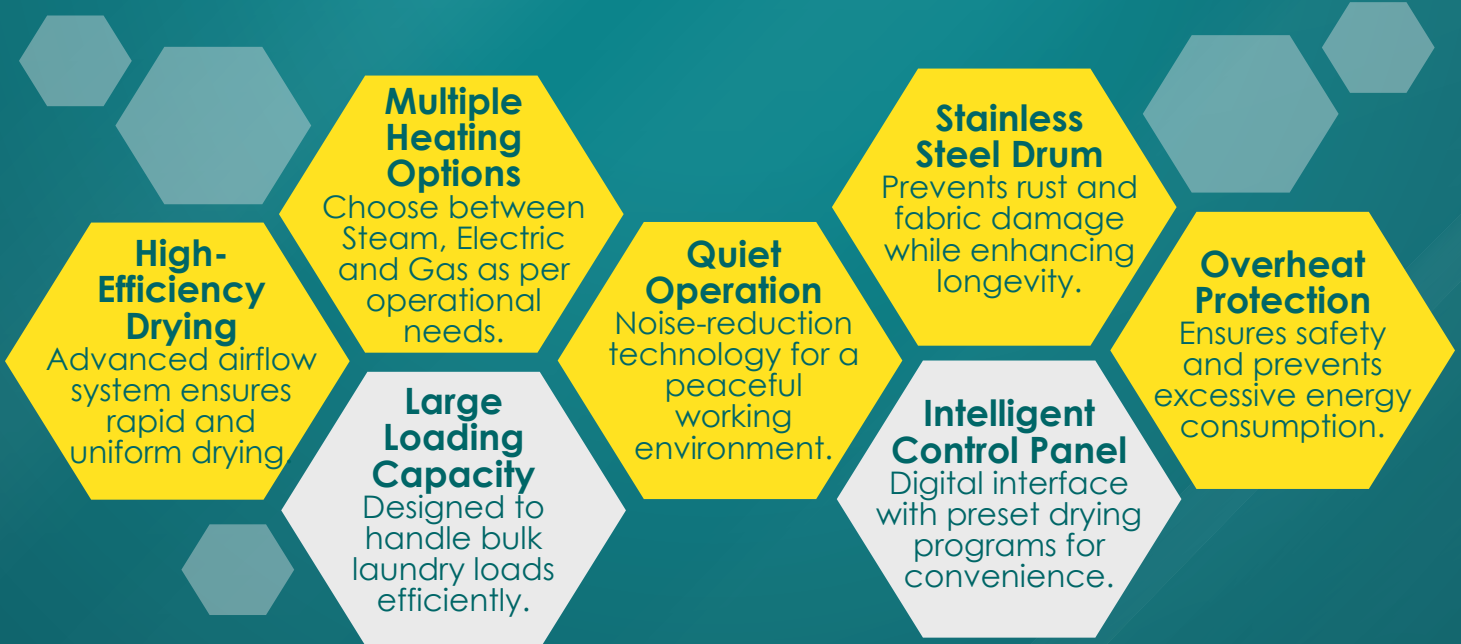 High-
Efficiency
Drying
Advanced airflow
system ensures
rapid and
uniform drying.
Multiple
Heating
Options
Choose between
Steam, Electric
and Gas as per
operational
needs.
Large
Loading
Capacity
Designed to
handle bulk
laundry loads
efficiently.
Quiet
Operation
Noise-reduction
technology for a
peaceful
working
environment.
Stainless
Steel Drum
Prevents rust and
fabric damage
while enhancing
longevity.
Intelligent
Control Panel
Digital interface
with preset drying
programs for
convenience.
Overheat
Protection
Ensures safety
and prevents
excessive energy
consumption.